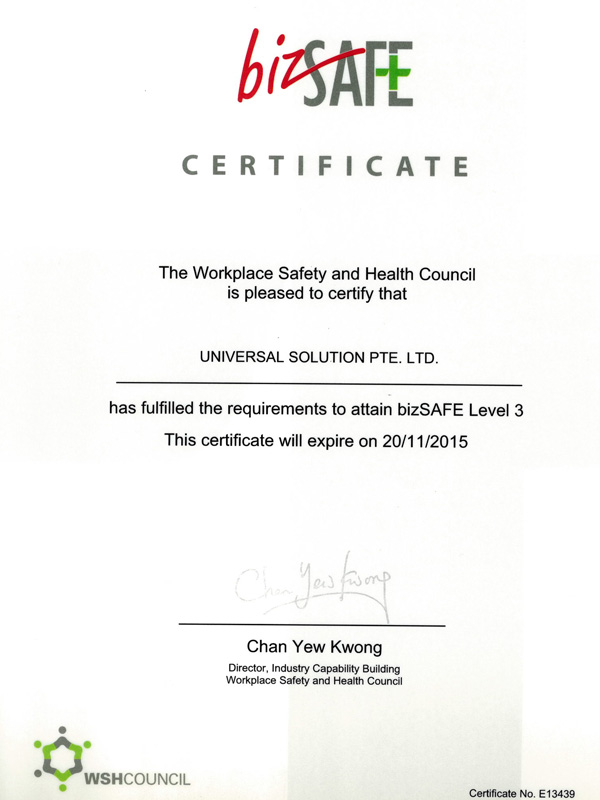 bizSAFE
CERTIFICATE
The Workplace Safety and Health Council
is pleased to certify that
UNIVERSAL SOLUTION PTE. LTD.
has fulfilled the requirements to attain bizSAFE Level 3
This certificate will expire on 20/11/2015
Chan Yew Kwong
Chan Yew Kwong
Director, Industry Capability Building
Workplace Safety and Health Council
WSHCOUNCIL
Certificate No. E13439